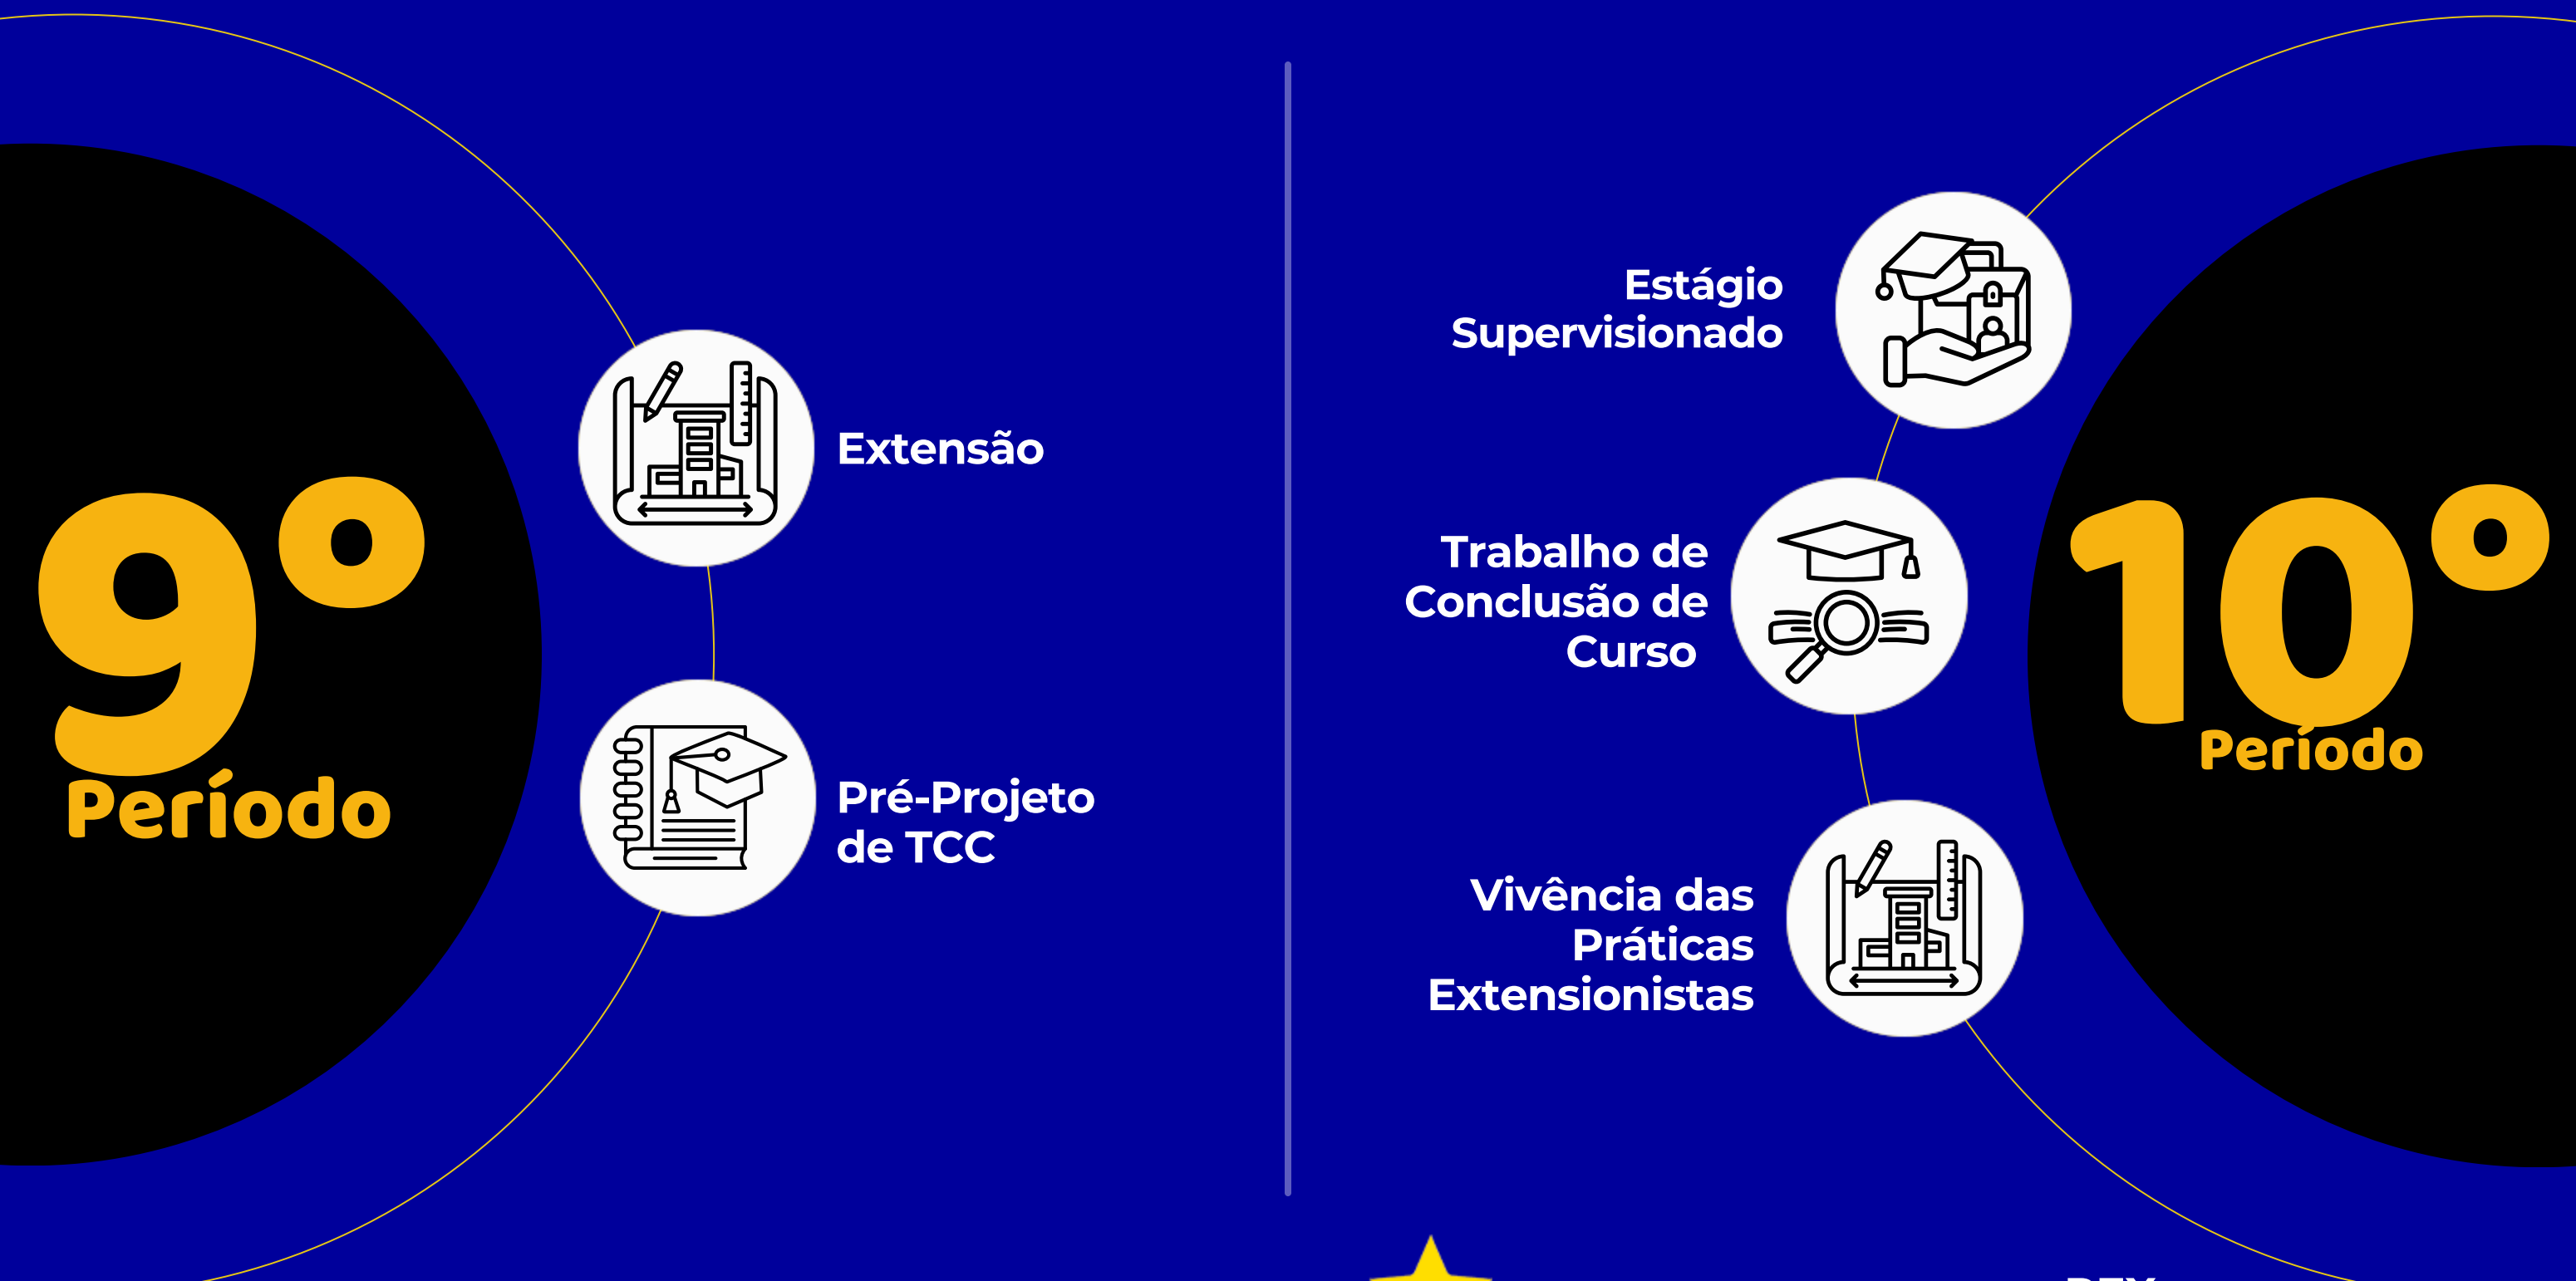 9º
Período
Extensão
Pré-Projeto
de TCC
Estágio
Supervisionado
Trabalho de
Conclusão de
Curso
Vivência das
Práticas
Extensionistas
10º
Período